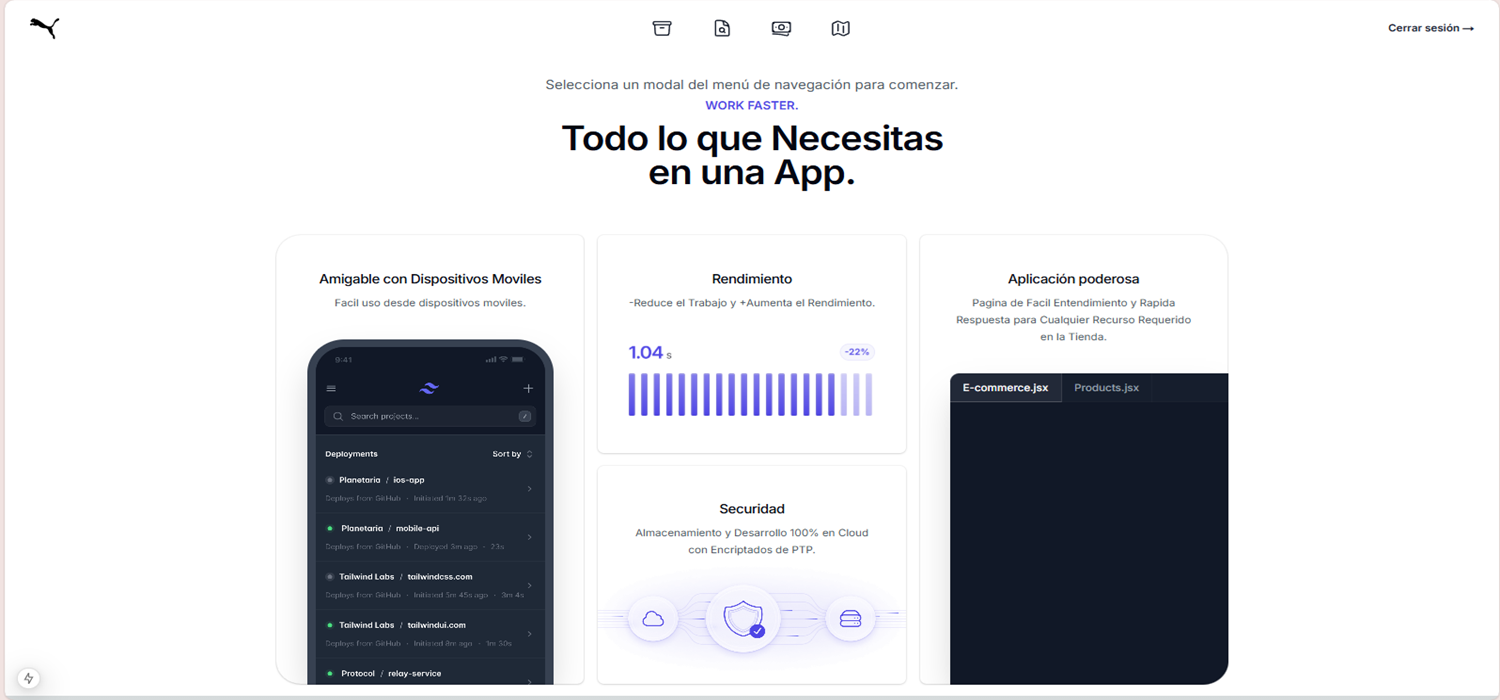 Cerrar sesión →
Selecciona un modal del menú de navegación para comenzar.
WORK FASTER.
Todo lo que Necesitas
en una App.
Amigable con Dispositivos Moviles
Facil uso desde dispositivos moviles.
9:41
Search projects...
/
Deployments
Sort by
Planetaria / ios-app
Deploys from GitHub · Initiated 1m 32s ago
Planetaria / mobile-api
Deploys from GitHub · Deployed 3m ago · 23s
Tailwind Labs / tailwindcss.com
Deploys from GitHub · Initiated 5m 45s ago · 3m 4s
Tailwind Labs / tailwindui.com
Deploys from GitHub · Initiated 8m ago · 1m 50s
Protocol / relay-service
Rendimiento
-Reduce el Trabajo y +Aumenta el Rendimiento.
1.04 s
-22%
Securidad
Almacenamiento y Desarrollo 100% en Cloud
con Encriptados de PTP.
Aplicación poderosa
Pagina de Facil Entendimiento y Rapida
Respuesta para Cualquier Recurso Requerido
en la Tienda.
E-commerce.jsx
Products.jsx